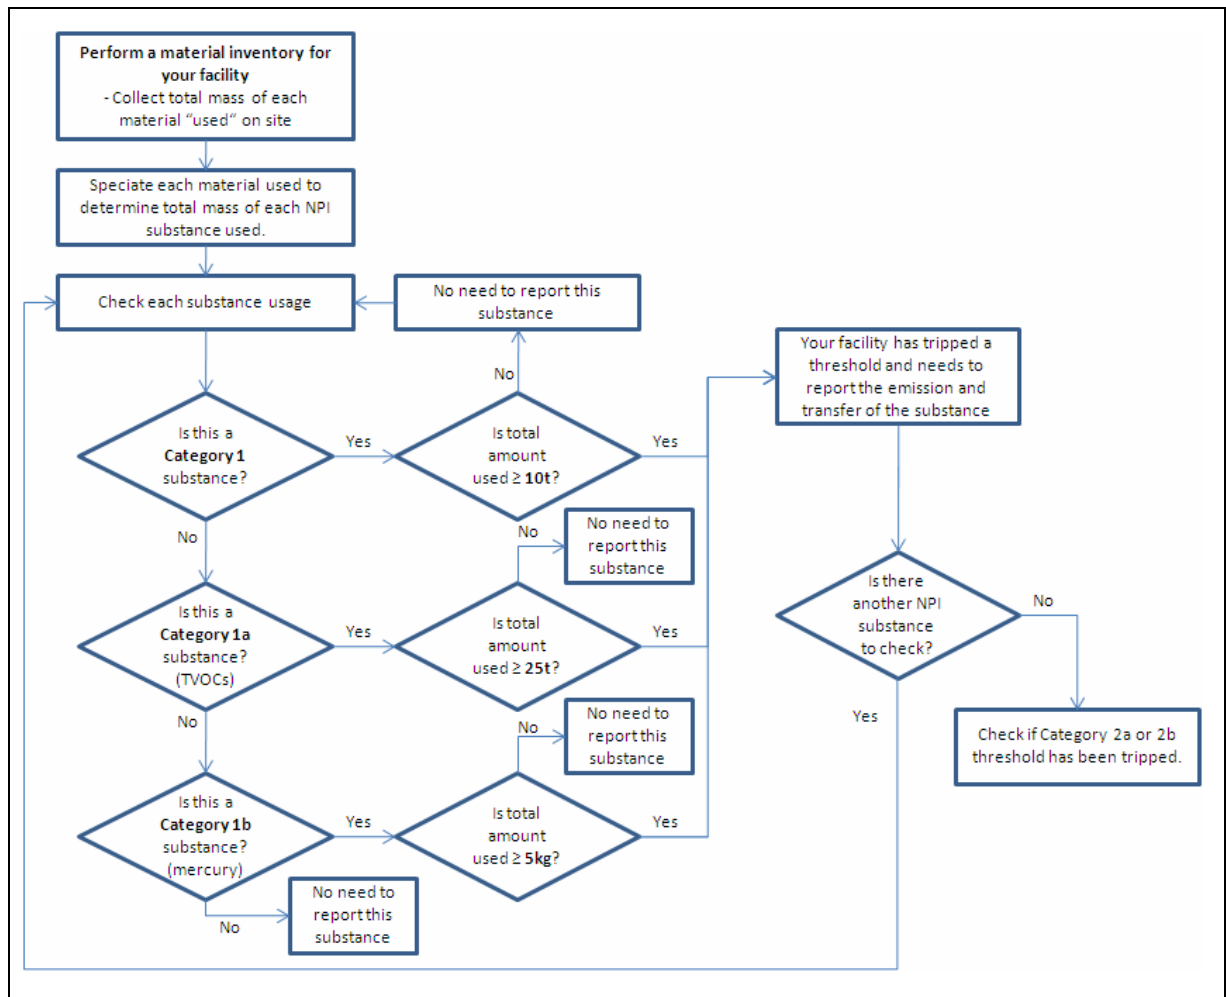 Perform a material inventory for
your facility
- Collect total mass of each
material “used“ on site
Speciate each material used to
determine total mass of each NPI
substance used.
Check each substance usage
No need to report this
substance
No
Is this a
Category 1
substance?
Yes
Is total
amount
used ≥ 10t?
Yes
Your facility has tripped a
threshold and needs to
report the emission and
transfer of the substance
No
No
No need to
report this
substance
Is this a
Category 1a
substance?
(TVOCs)
Yes
Is total
amount
used ≥ 25t?
Yes
Is there
another NPI
substance
to check?
No
Yes
Check if Category 2a or 2b
threshold has been tripped.
No
No
No need to
report this
substance
Is this a
Category 1b
substance?
(mercury)
Yes
Is total
amount
used ≥ 5kg?
Yes
No
No need to
report this
substance